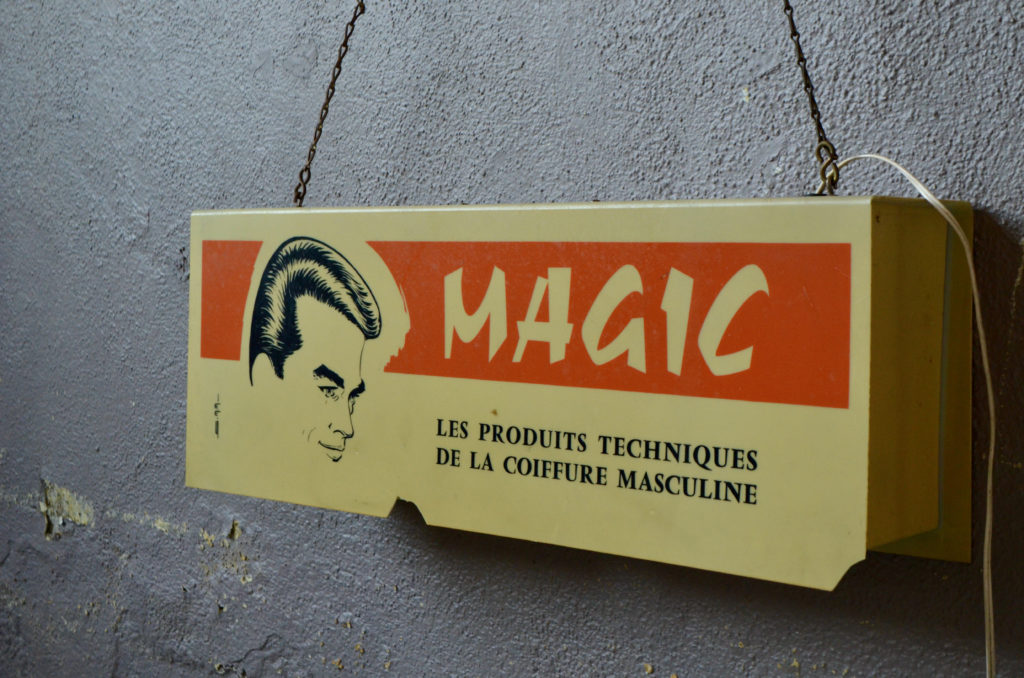 MAGIC
LES PRODUITS TECHNIQUES
DE LA COIFFURE MASCULINE